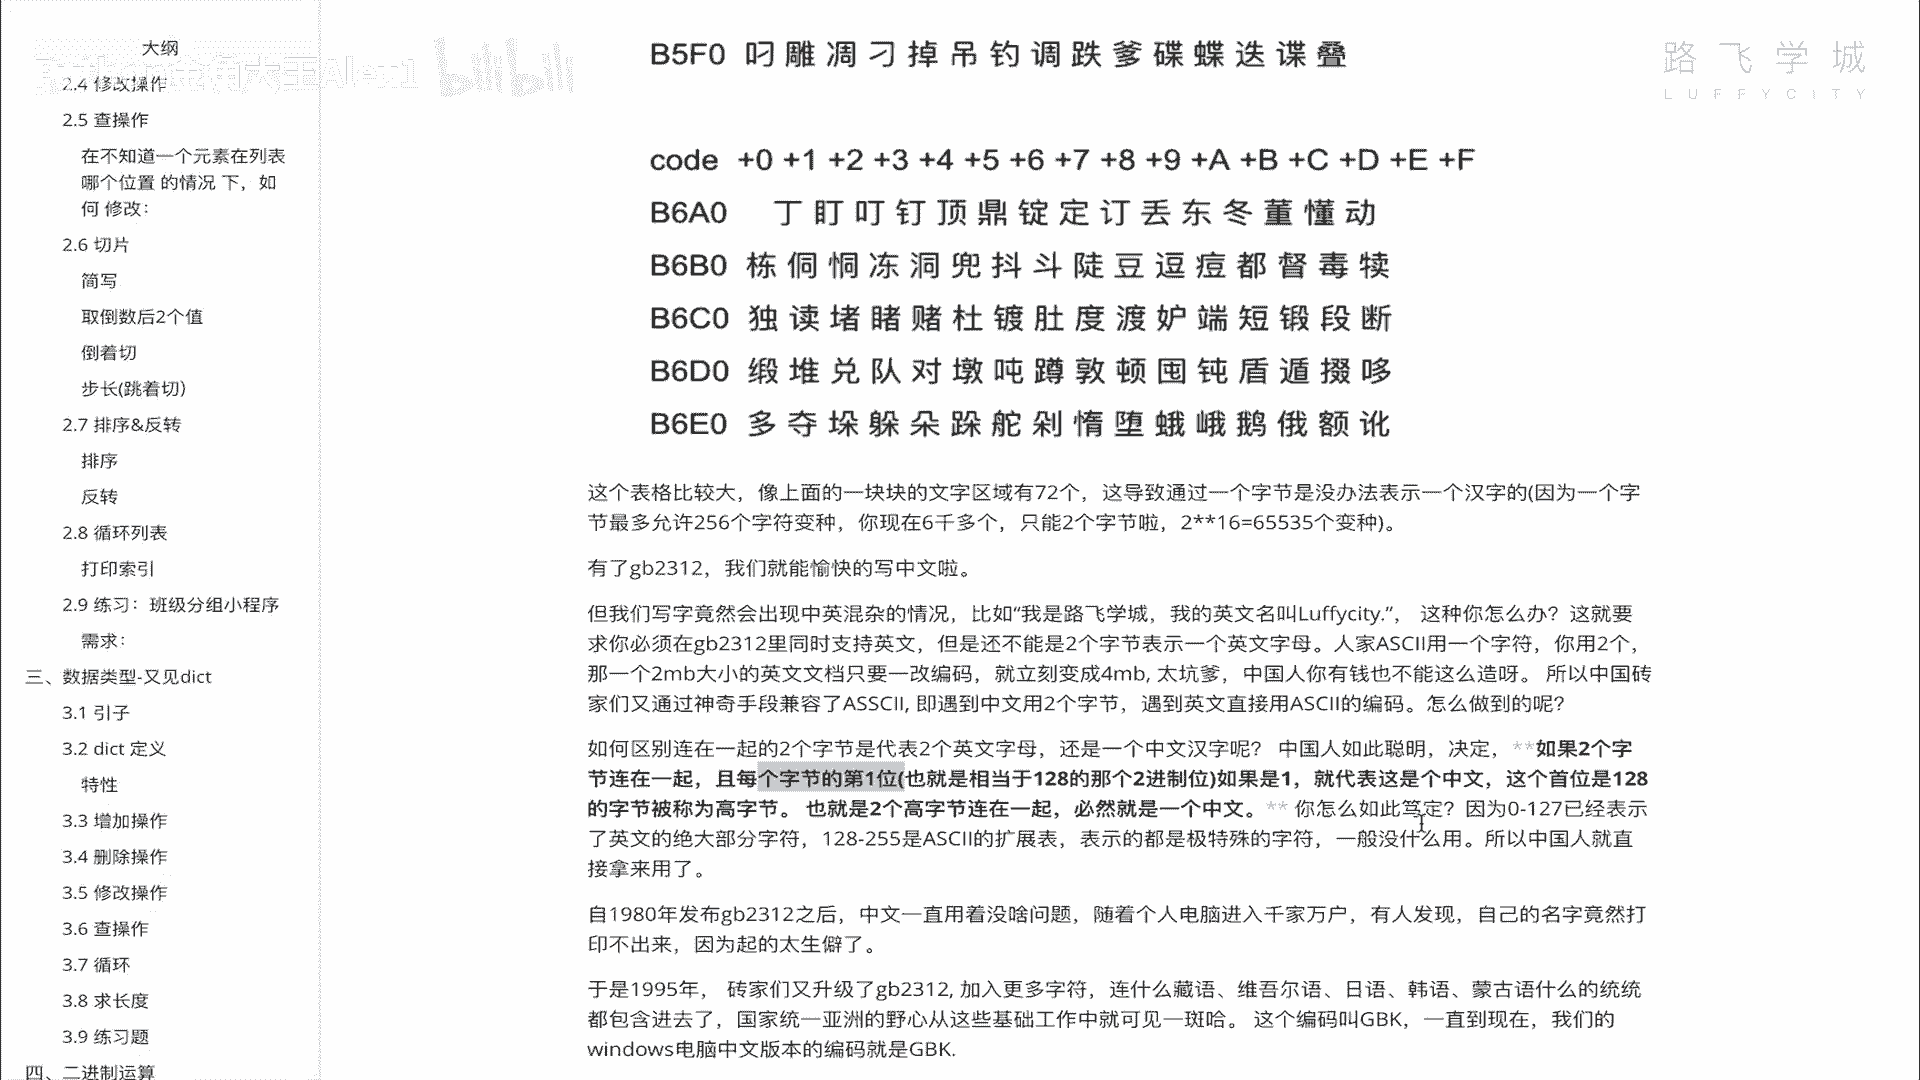 大纲
2.4 修改操作
2.5 查操作
在不知道一个元素在列表
哪个位置 的情况 下，如
何 修改：
2.6 切片
简写
取倒数后2个值
倒着切
步长(跳着切)
2.7 排序&反转
排序
反转
2.8 循环列表
打印索引
2.9 练习：班级分组小程序
需求：
三、数据类型-又见dict
3.1 引子
3.2 dict 定义
特性
3.3 增加操作
3.4 删除操作
3.5 修改操作
3.6 查操作
3.7 循环
3.8 求长度
3.9 练习题
四、二进制运算
bilibili
路飞学城
LUFFYCITY
B5F0 叼 雕 凋 刁 掉 吊 钓 调 跌 爹 碟 蝶 迭 谍 叠
code +0 +1 +2 +3 +4 +5 +6 +7 +8 +9 +A +B +C +D +E +F
B6A0 丁 盯 叮 钉 顶 鼎 锭 定 订 丢 东 冬 董 懂 动
B6B0 栋 侗 恫 冻 洞 兜 抖 斗 陡 豆 逗 痘 都 督 毒 犊
B6C0 独 读 堵 睹 赌 杜 镀 肚 度 渡 妒 端 短 锻 段 断
B6D0 缎 堆 兑 队 对 墩 吨 蹲 敦 顿 囤 钝 盾 遁 掇 哆
B6E0 多 夺 垛 躲 朵 跺 舵 剁 惰 堕 蛾 峨 鹅 俄 额 讹
这个表格比较大，像上面的一块块的文字区域有72个，这导致通过一个字节是没办法表示一个汉字的(因为一个字
节最多允许256个字符变种，你现在6千多个，只能2个字节啦，2**16=65535个变种)。
有了gb2312，我们就能愉快的写中文啦。
但我们写字竟然会出现中英混杂的情况，比如“我是路飞学城，我的英文名叫Luffycity.”， 这种你怎么办？这就要
求你必须在gb2312里同时支持英文，但是还不能是2个字节表示一个英文字母。人家ASCII用一个字符，你用2个，
那一个2mb大小的英文文档只要一改编码，就立刻变成4mb, 太坑爹，中国人你有钱也不能这么造呀。 所以中国砖
家们又通过神奇手段兼容了ASSCII, 即遇到中文用2个字节，遇到英文直接用ASCII的编码。怎么做到的呢？
如何区别连在一起的2个字节是代表2个英文字母，还是一个中文汉字呢？ 中国人如此聪明，决定，**如果2个字
节连在一起，且每个字节的第1位(也就是相当于128的那个2进制位)如果是1，就代表这是个中文，这个首位是128
的字节被称为高字节。 也就是2个高字节连在一起，必然就是一个中文。** 你怎么如此笃定？因为0-127已经表示
了英文的绝大部分字符，128-255是ASCII的扩展表，表示的都是极特殊的字符，一般没什么用。所以中国人就直
接拿来用了。
自1980年发布gb2312之后，中文一直用着没啥问题，随着个人电脑进入千家万户，有人发现，自己的名字竟然打
印不出来，因为起的太生僻了。
于是1995年， 砖家们又升级了gb2312, 加入更多字符，连什么藏语、维吾尔语、日语、韩语、蒙古语什么的统统
都包含进去了，国家统一亚洲的野心从这些基础工作中就可见一斑哈。 这个编码叫GBK，一直到现在，我们的
windows电脑中文版本的编码就是GBK.